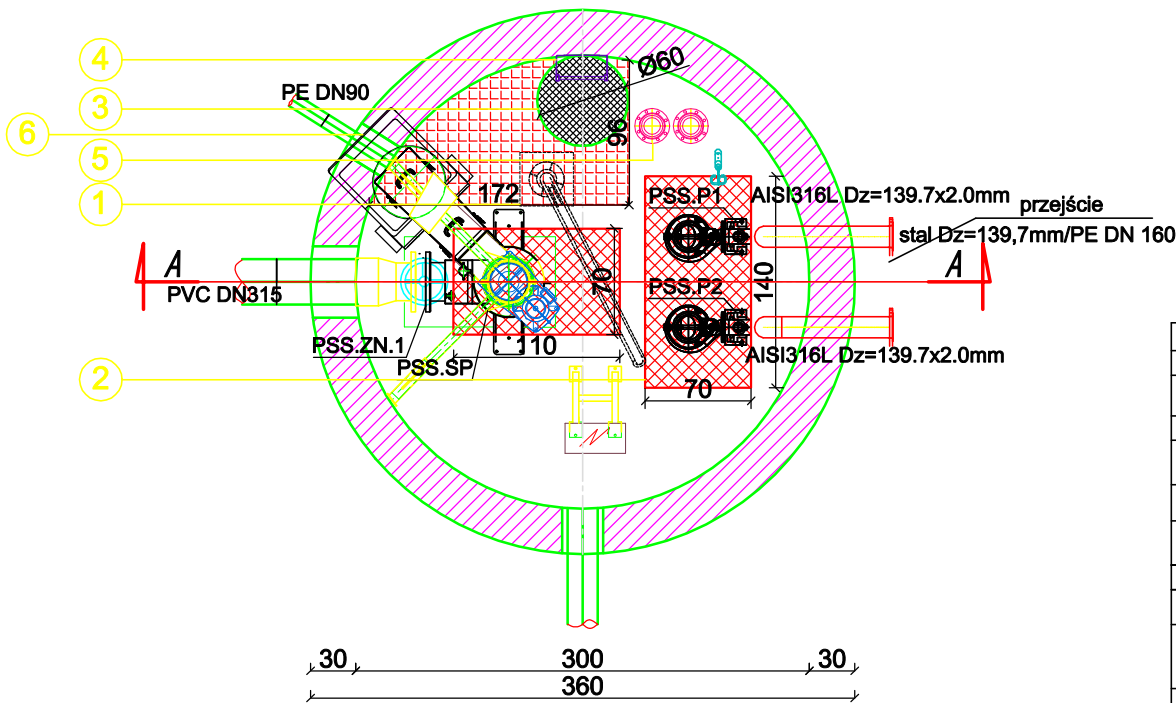 4
Ø60
PE DN90
3
96
6
5
172
PSS.P1
AISI316L Dz=139.7x2.0mm
1
przejście
stal Dz=139,7mm/PE DN 160
A
A
70
140
PVC DN315
PSS.P2
PSS.ZN.1
110
AISI316L Dz=139.7x2.0mm
PSS.SP
2
70
30
300
30
360